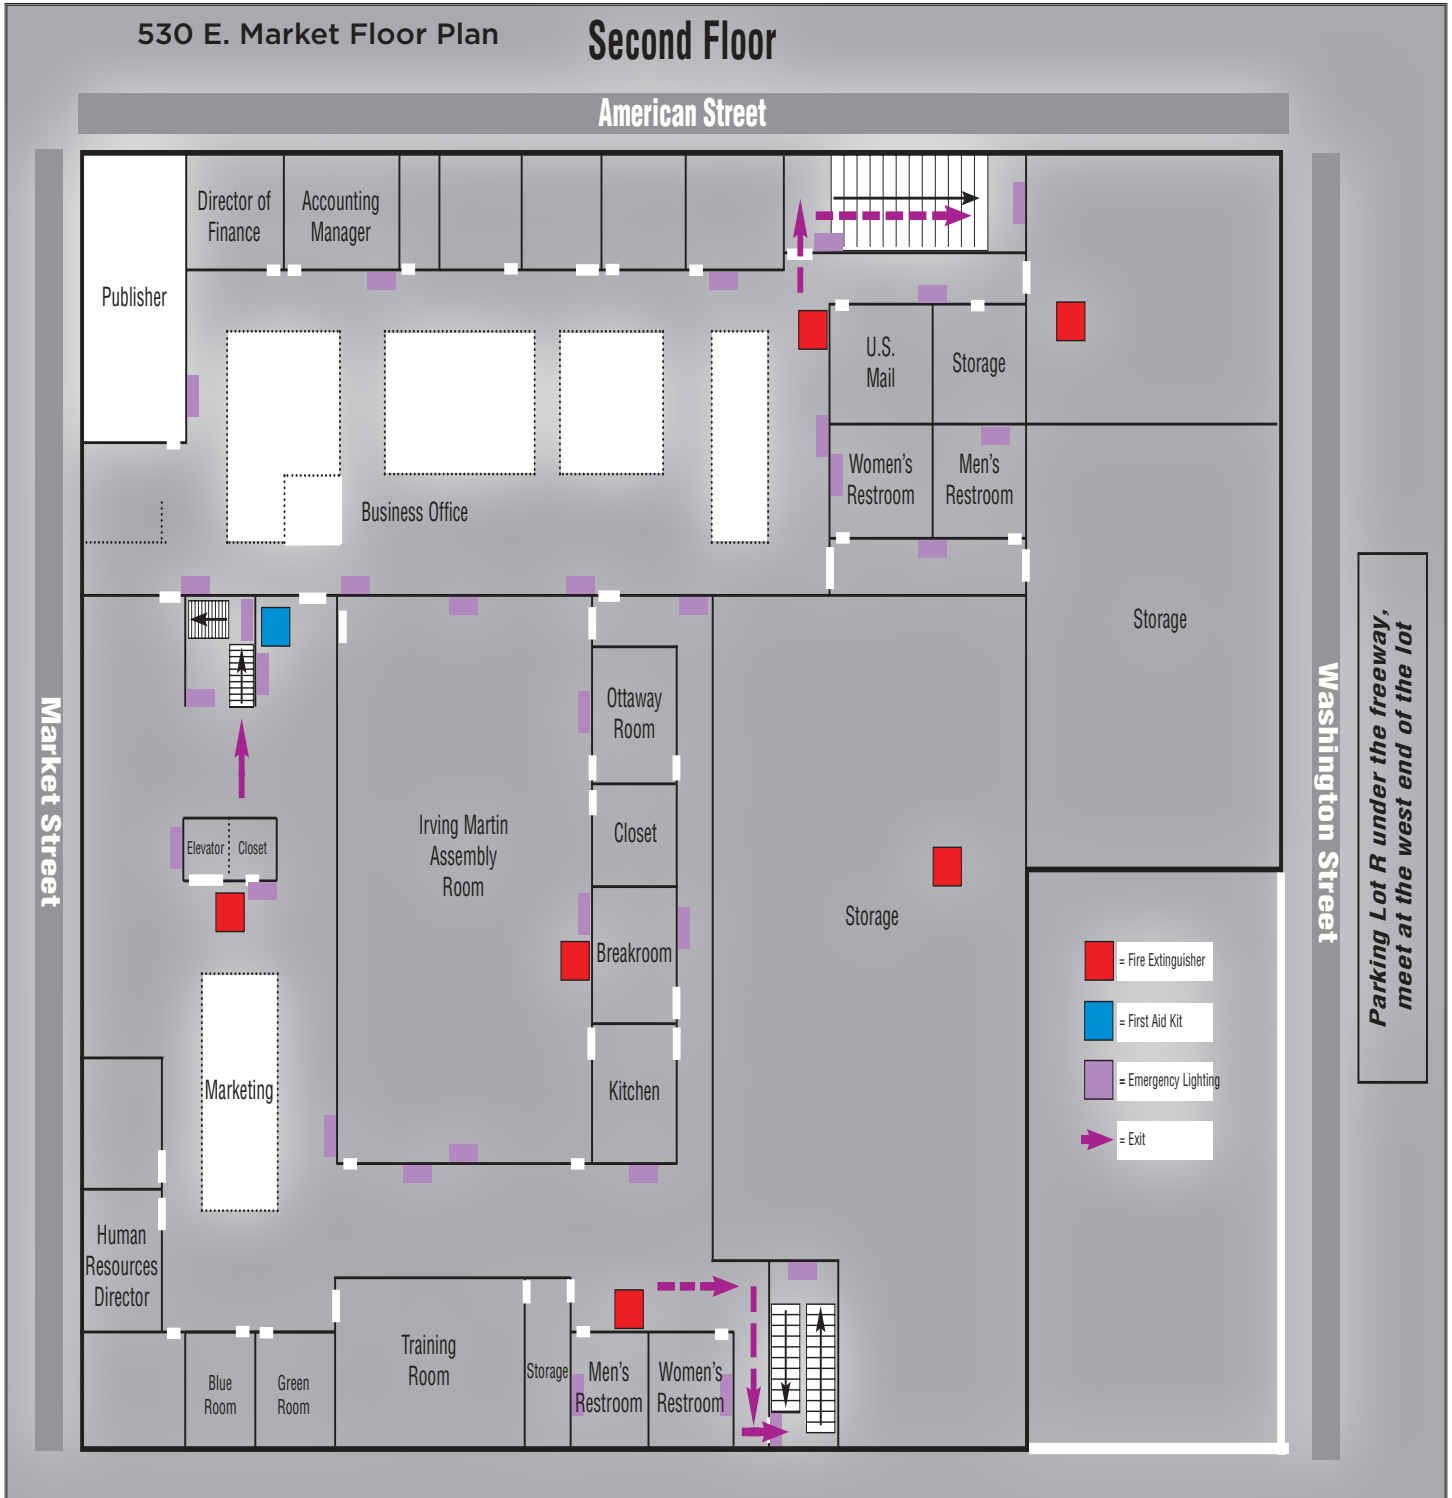 530 E. Market Floor Plan
Second Floor
American Street
Market Street
Washington Street
Director of
Finance
Accounting
Manager
Publisher
U.S.
Mail
Storage
Women's
Restroom
Men's
Restroom
Business Office
Storage
Ottaway
Room
Irving Martin
Assembly
Room
Closet
Elevator
Closet
Storage
Breakroom
Kitchen
Marketing
Human
Resources
Director
Blue
Room
Green
Room
Training
Room
Storage
Men's
Restroom
Women's
Restroom
= Fire Extinguisher
= First Aid Kit
= Emergency Lighting
= Exit
Parking Lot R under the freeway,
meet at the west end of the lot